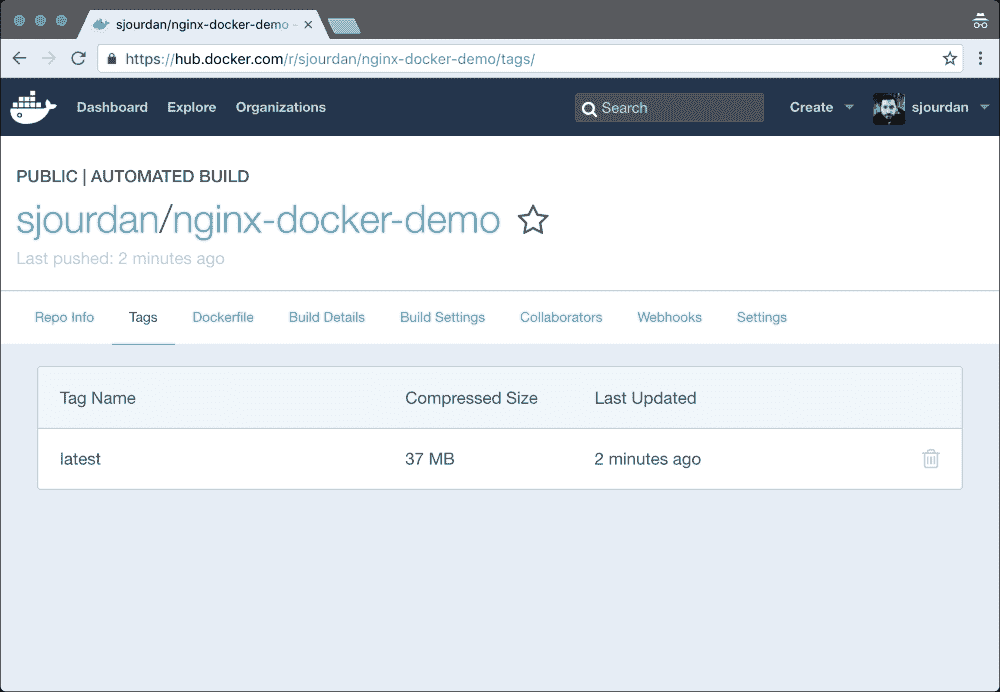 sjourdan/nginx-docker-demo -
https://hub.docker.com/r/sjourdan/nginx-docker-demo/tags/
Dashboard Explore Organizations Search Create sjourdan
PUBLIC | AUTOMATED BUILD
sjourdan/nginx-docker-demo
Last pushed: 2 minutes ago
Repo Info Tags Dockerfile Build Details Build Settings Collaborators Webhooks Settings
Tag Name Compressed Size Last Updated
latest 37 MB 2 minutes ago